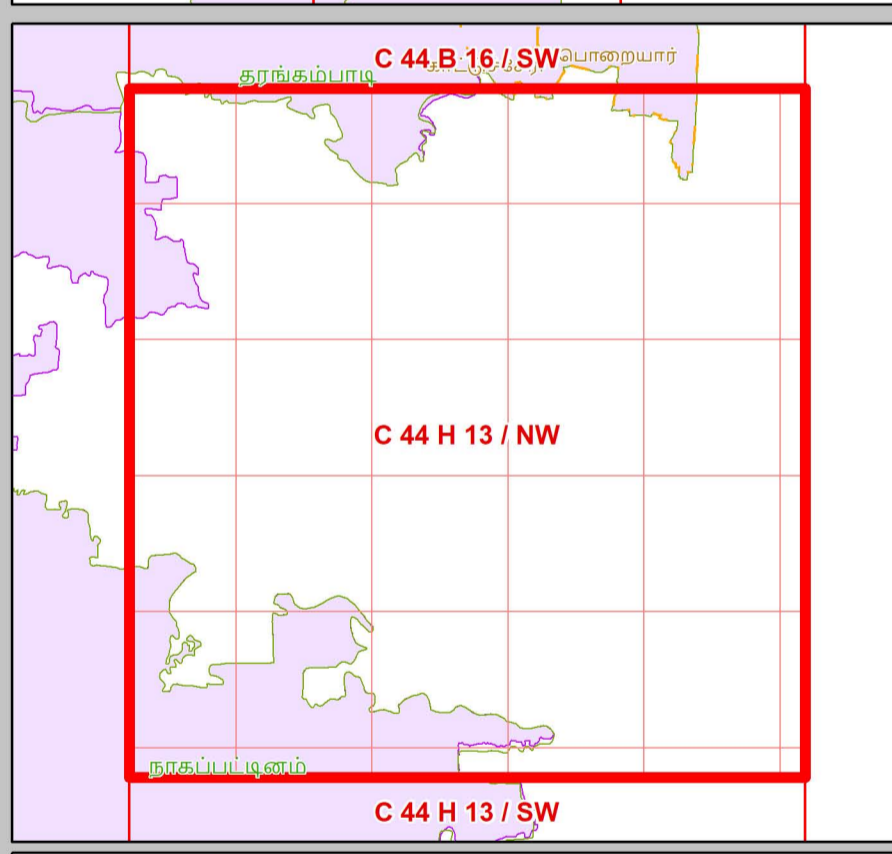 C 44 B 16 / SW
பொறையார்
தரங்கம்பாடி
C 44 H 13 / NW
நாகப்பட்டினம்
C 44 H 13 / SW